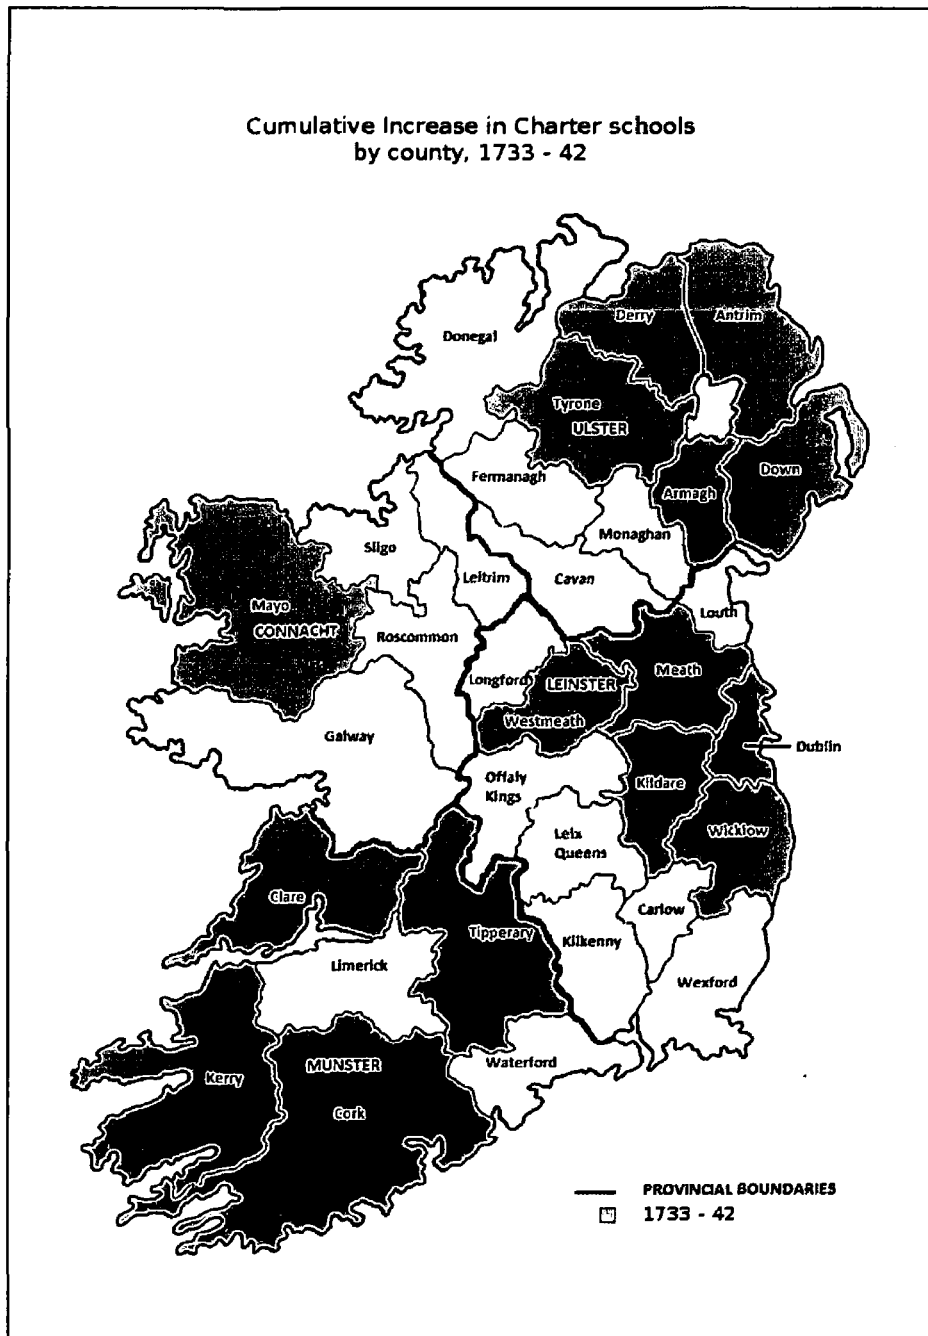 Cumulative Increase in Charter schools
by county, 1733 - 42
Derry
Antrim
Donegal
Tyrone
ULSTER
Fermanagh
Down
Armagh
Monaghan
Sligo
Leitrim
Cavan
Mayo
CONNACHT
Louth
Roscommon
Meath
Longford
LEINSTER
Westmeath
Galway
Dublin
Offaly
Kings
Kildare
Leix
Queens
Wicklow
Clare
Carlow
Tipperary
Kilkenny
Limerick
Wexford
Waterford
MUNSTER
Kerry
Cork
PROVINCIAL BOUNDARIES
1733 - 42